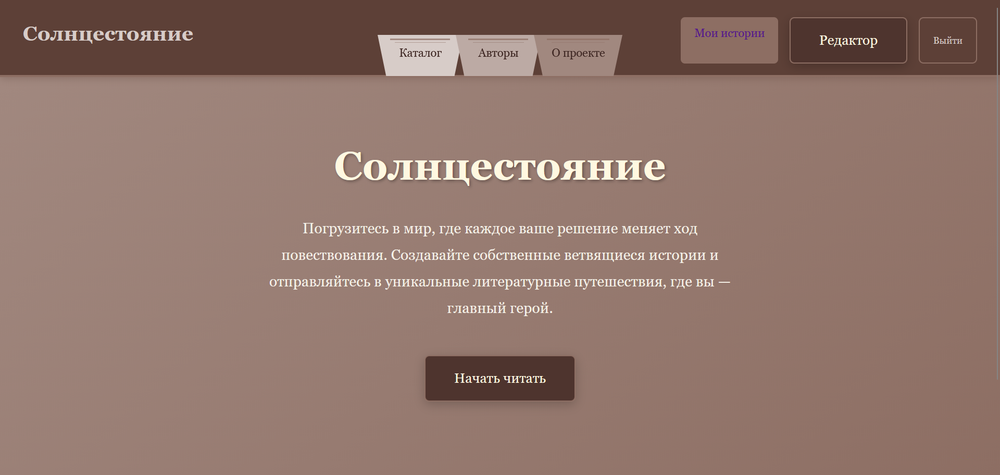 Солнцестояние
Каталог
Авторы
О проекте
Мои истории
Редактор
Выйти
Солнцестояние
Погрузитесь в мир, где каждое ваше решение меняет ход
повествования. Создавайте собственные ветвящиеся истории и
отправляйтесь в уникальные литературные путешествия, где вы —
главный герой.
Начать читать